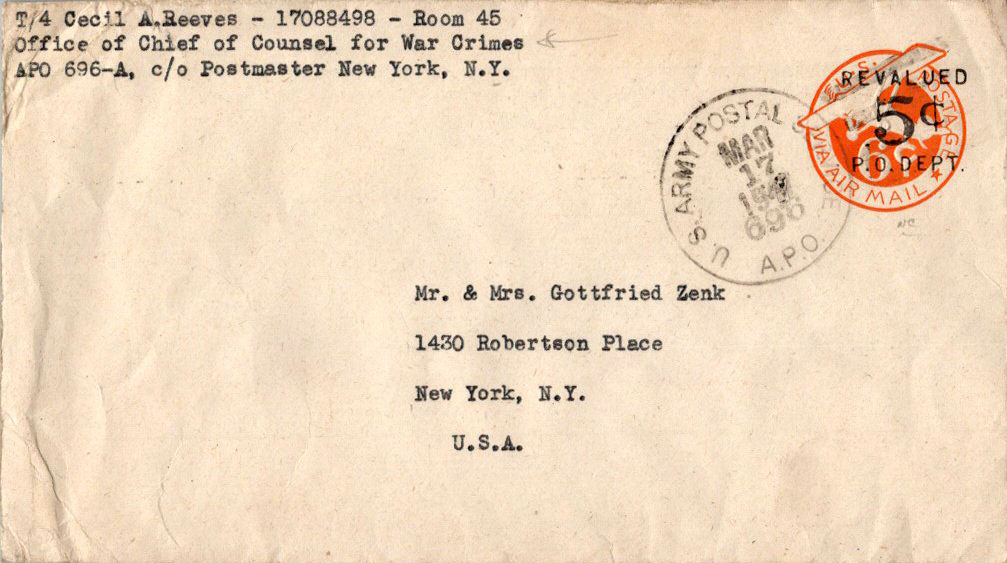 T/4 Cecil A.Reeves - 17088498 - Room 45
Office of Chief of Counsel for War Crimes
APO 696-A, c/o Postmaster New York, N.Y.
U.S. POSTAGE
VIA AIR MAIL
6¢
REVALUED
5¢
P.O. DEPT.
U. S. ARMY POSTAL
MAR
17
696
A.P.O.
Mr. & Mrs. Gottfried Zenk
1430 Robertson Place
New York, N.Y.
U.S.A.